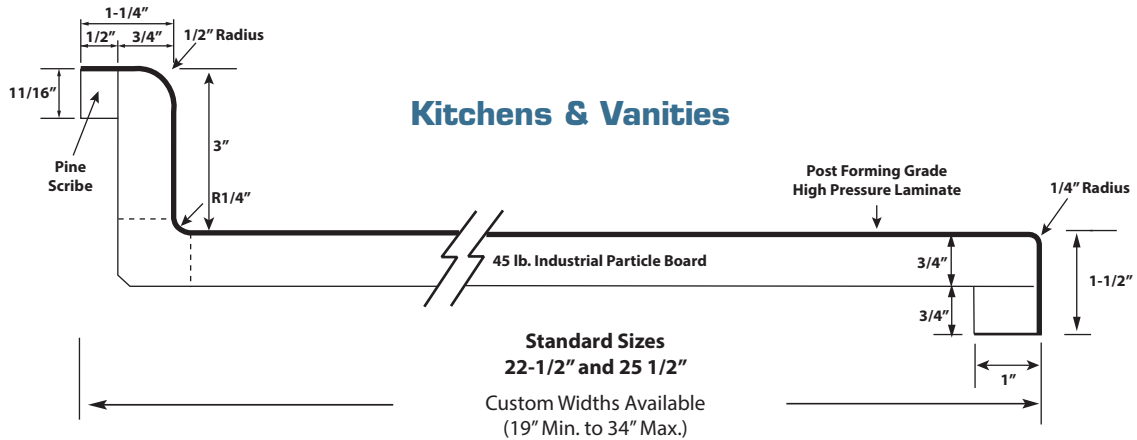 1-1/4”
1/2”
3/4”
1/2” Radius
11/16”
Kitchens & Vanities
3”
Pine
Scribe
R1/4”
Post Forming Grade
High Pressure Laminate
1/4” Radius
45 lb. Industrial Particle Board
3/4”
1-1/2”
3/4”
Standard Sizes
22-1/2” and 25 1/2”
1”
Custom Widths Available
(19” Min. to 34” Max.)